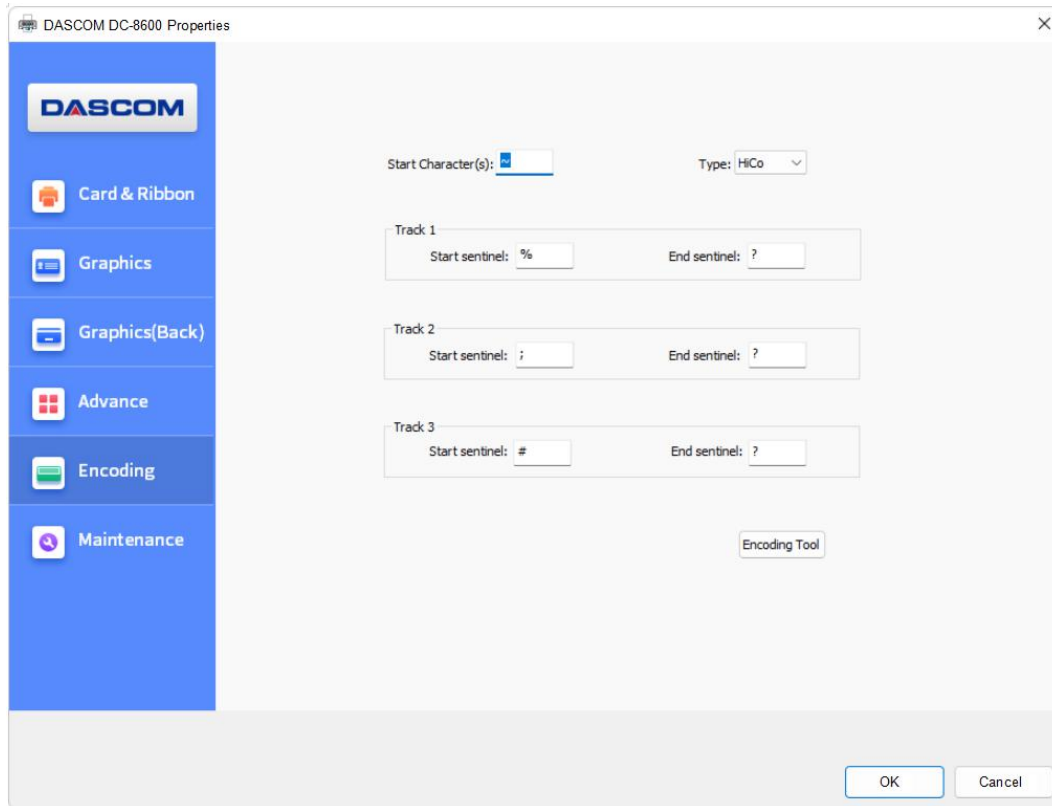 DASCOM DC-8600 Properties
DASCOM
Card & Ribbon
Graphics
Graphics(Back)
Advance
Encoding
Maintenance
Start Character(s): ~ Type: HiCo
Track 1
Start sentinel: % End sentinel: ?
Track 2
Start sentinel: ; End sentinel: ?
Track 3
Start sentinel: # End sentinel: ?
Encoding Tool
OK Cancel